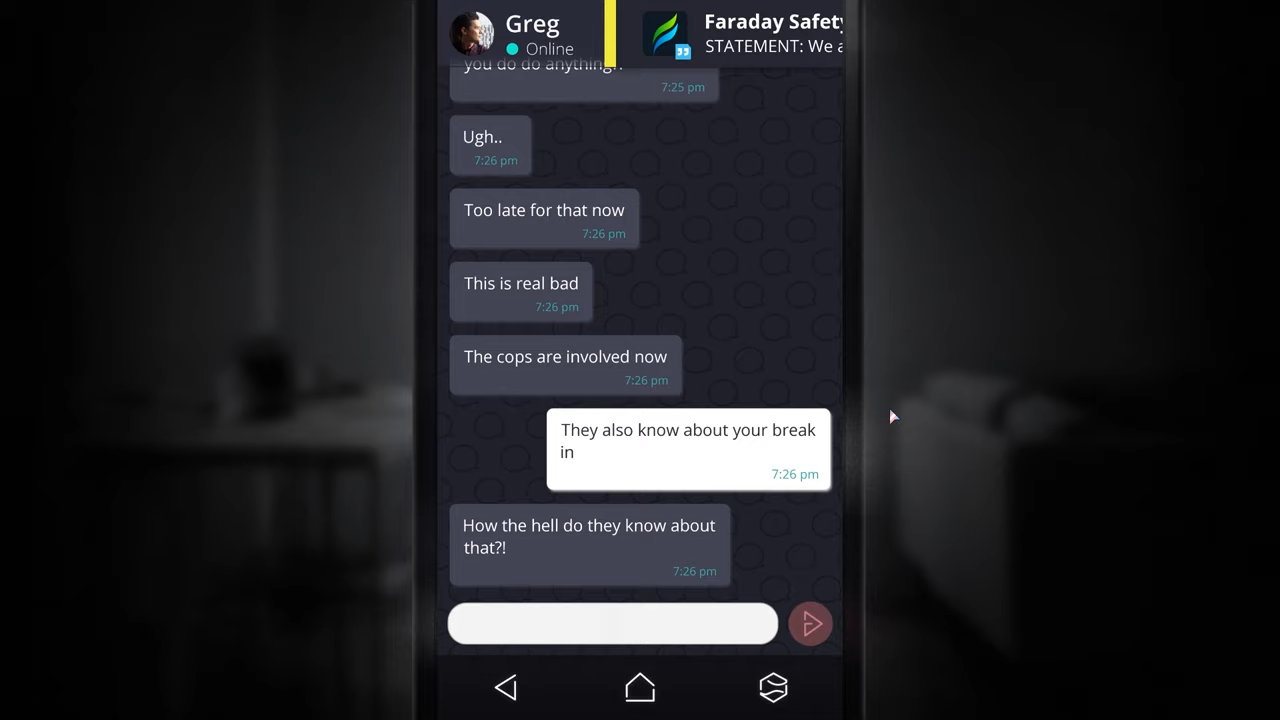 Greg
Online
Faraday Safety
STATEMENT: We a
you do do anything?!
7:25 pm
Ugh..
7:26 pm
Too late for that now
7:26 pm
This is real bad
7:26 pm
The cops are involved now
7:26 pm
They also know about your break
in
7:26 pm
How the hell do they know about
that?!
7:26 pm